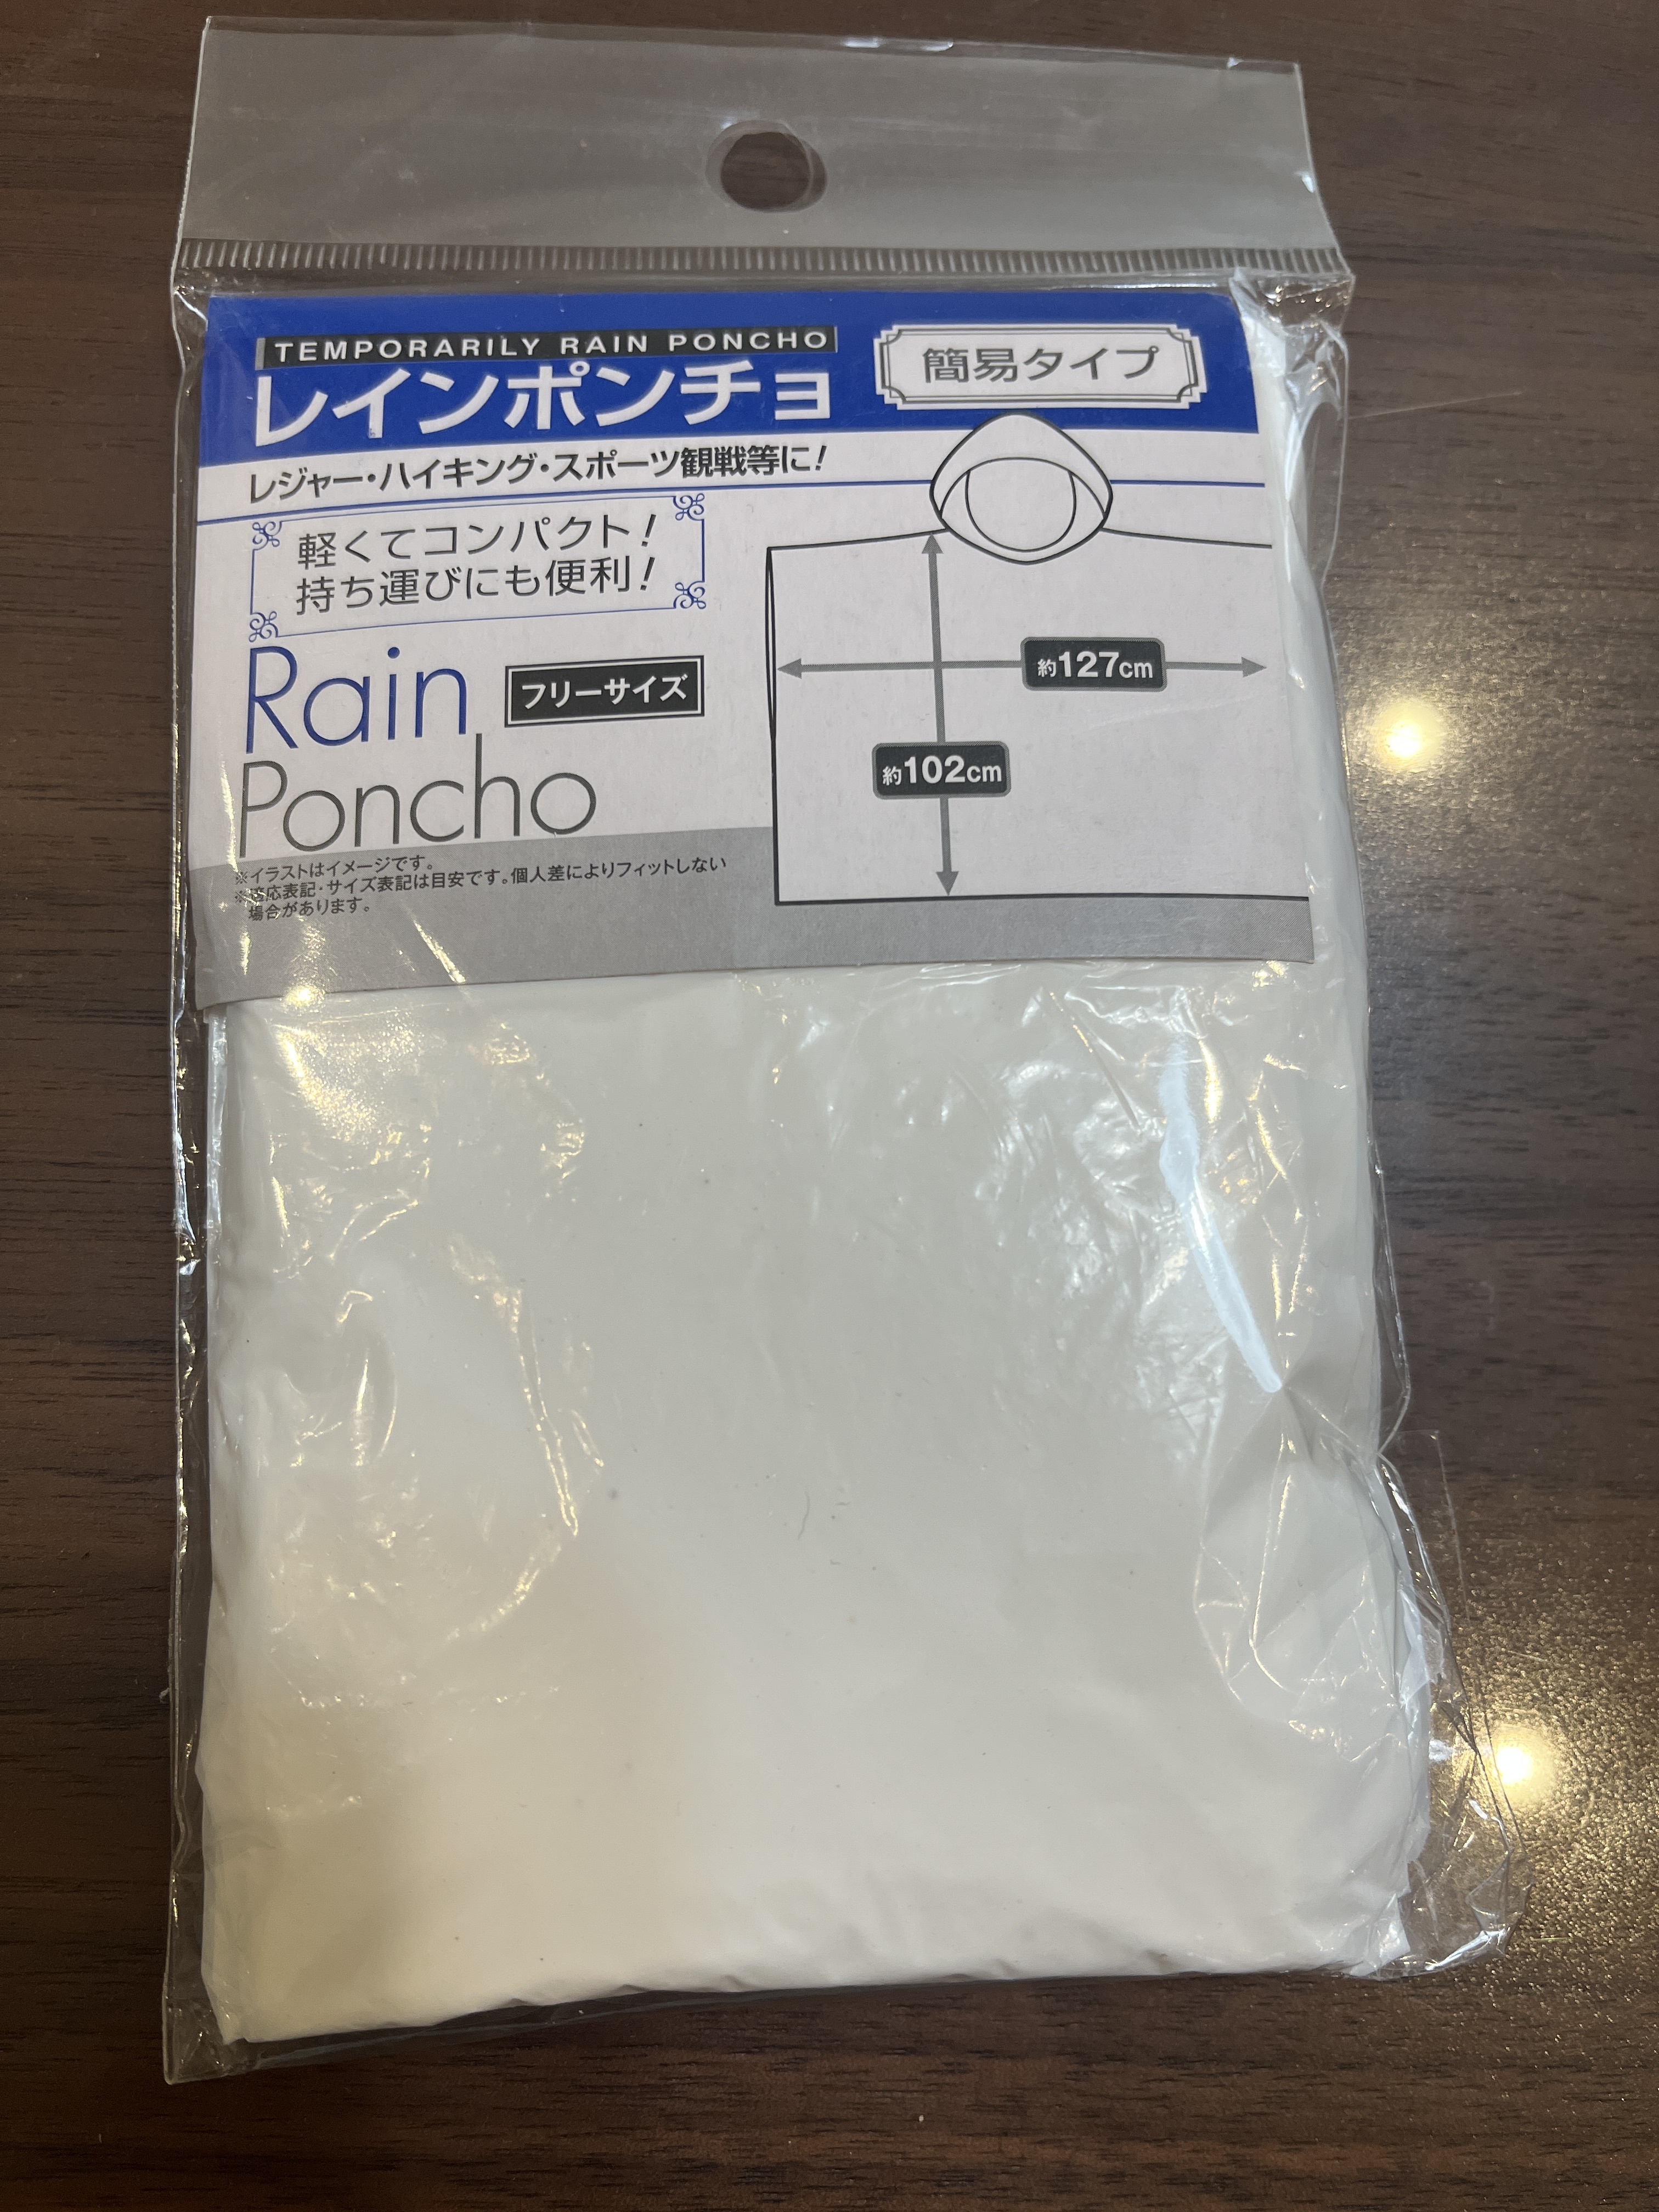 TEMPORARILY RAIN PONCHO
レインポンチョ
簡易タイプ
レジャー・ハイキング・スポーツ観戦等に!
軽くてコンパクト!
持ち運びにも便利!
Rain
Poncho
フリーサイズ
約127cm
約102cm
※イラストはイメージです。
※適応表記・サイズ表記は目安です。個人差によりフィットしない
場合があります。